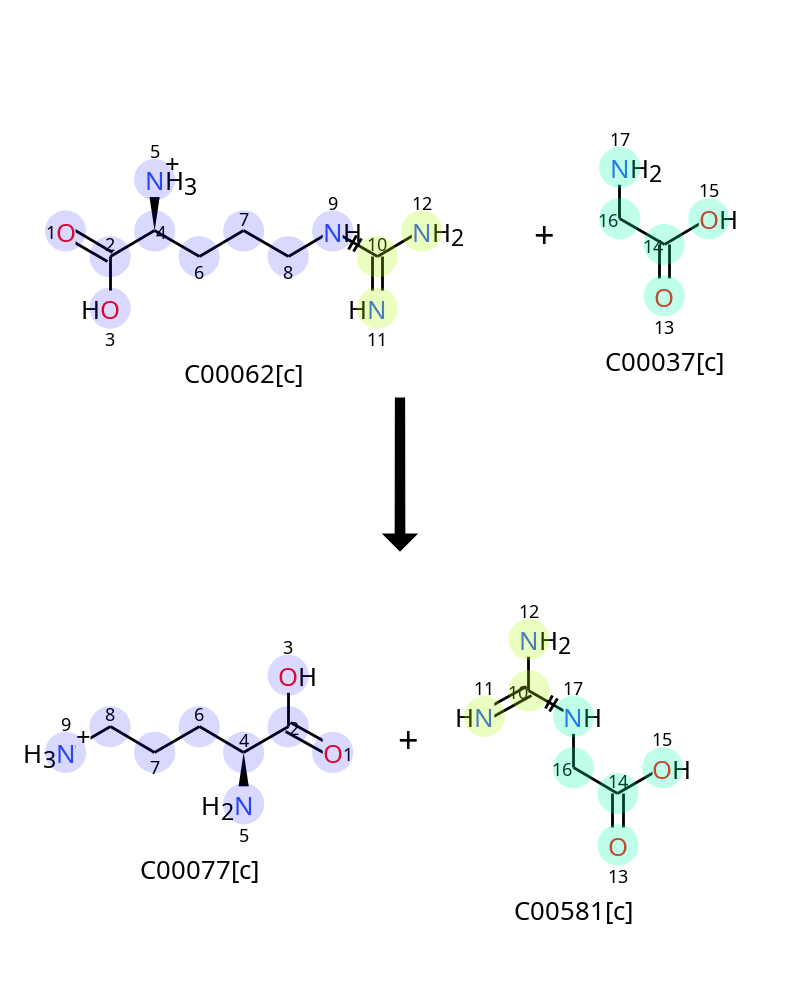 17
5
NH3+
NH2
15
9
12
7
16
OH
1O
2
4
NH
10
NH2
+
14
6
8
O
HO
HN
13
3
11
C00037[c]
C00062[c]
12
NH2
3
OH
11
10
17
9
8
6
HN
NH
H3N+
4
2
O1
+
15
7
16
OH
H2N
14
5
O
C00077[c]
13
C00581[c]